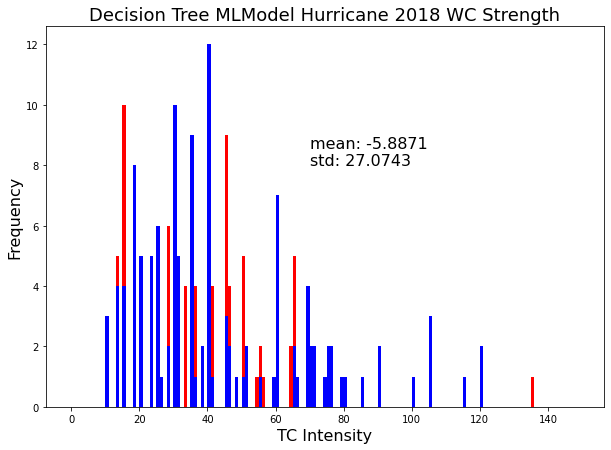 Decision Tree MLModel Hurricane 2018 WC Strength
12
10
8
6
4
2
0
Frequency
mean: -5.8871
std: 27.0743
0 20 40 60 80 100 120 140
TC Intensity